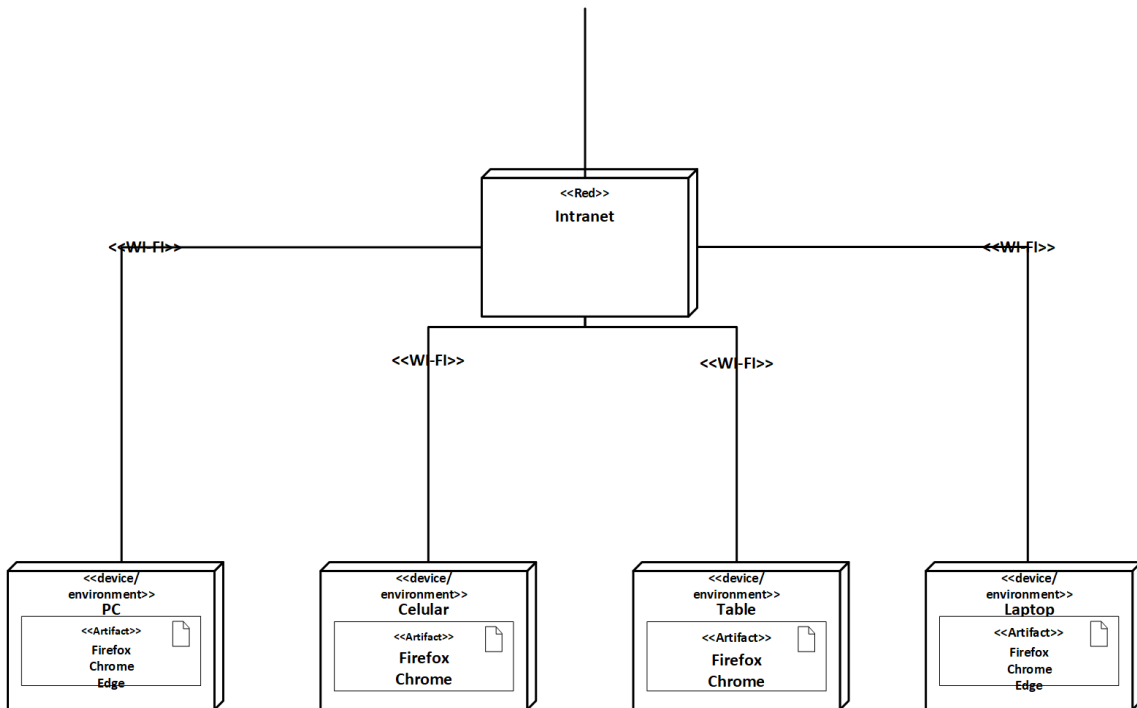 <<Red>>
Intranet
<<WI-FI>>
<<WI-FI>>
<<WI-FI>>
<<WI-FI>>
<<device/
environment>>
PC
<<Artifact>>
Firefox
Chrome
Edge
<<device/
environment>>
Celular
<<Artifact>>
Firefox
Chrome
<<device/
environment>>
Table
<<Artifact>>
Firefox
Chrome
<<device/
environment>>
Laptop
<<Artifact>>
Firefox
Chrome
Edge